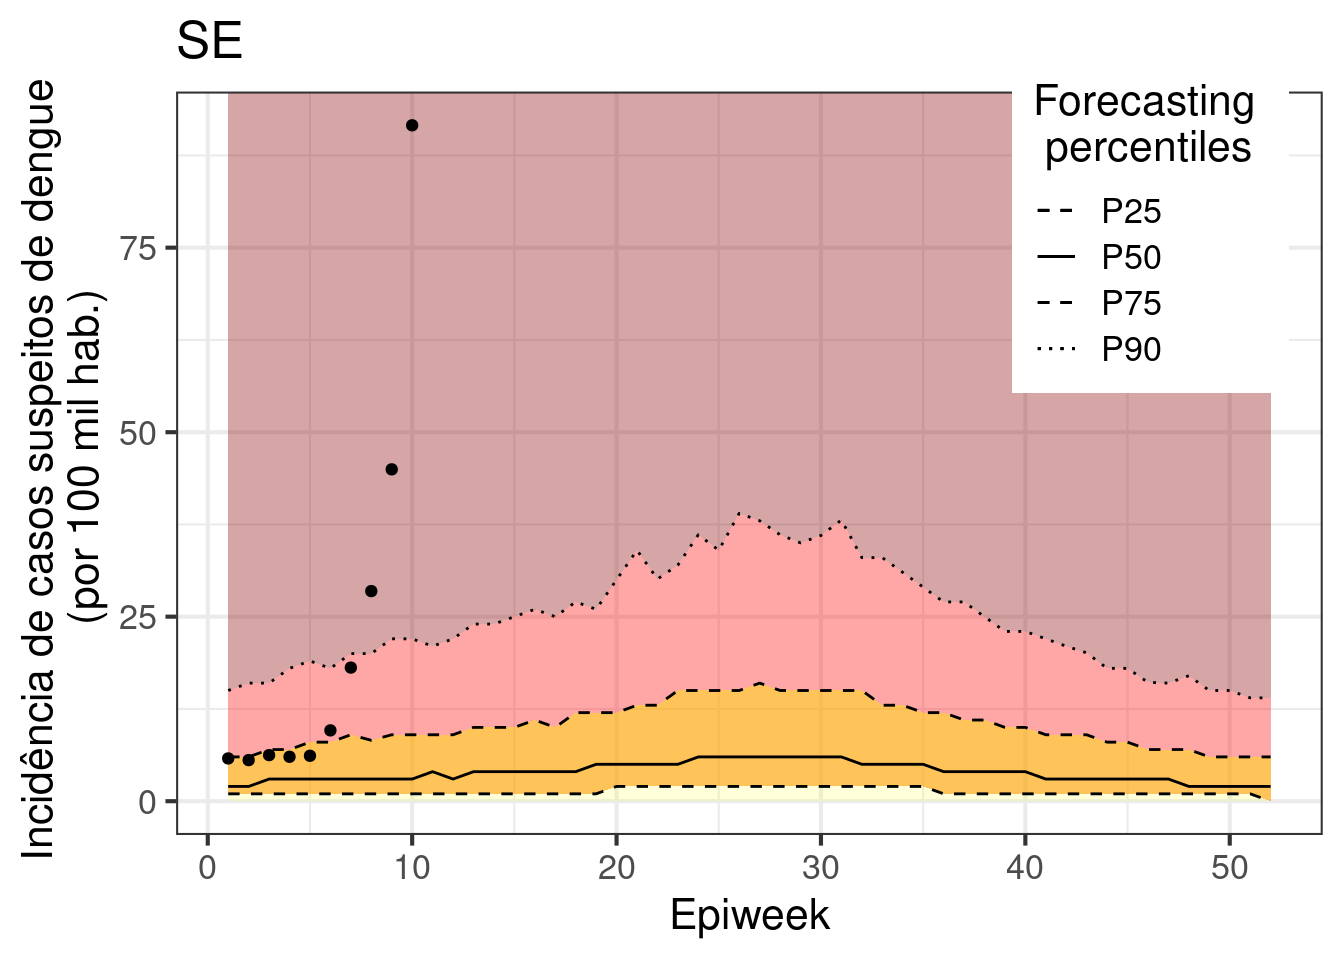 SE
Incidência de casos suspeitos de dengue
(por 100 mil hab.)
75
50
25
0
0 10 20 30 40 50
Epiweek
Forecasting
percentiles
P25
P50
P75
P90